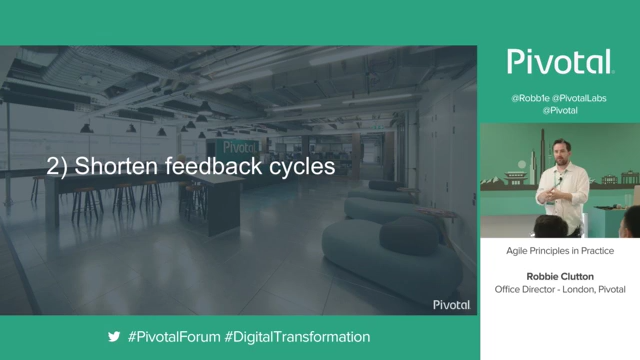 Pivotal
2) Shorten feedback cycles
Pivotal
#PivotalForum #DigitalTransformation
Pivotal
@Robb1e @PivotalLabs
@Pivotal
Agile Principles in Practice
Robbie Clutton
Office Director - London, Pivotal